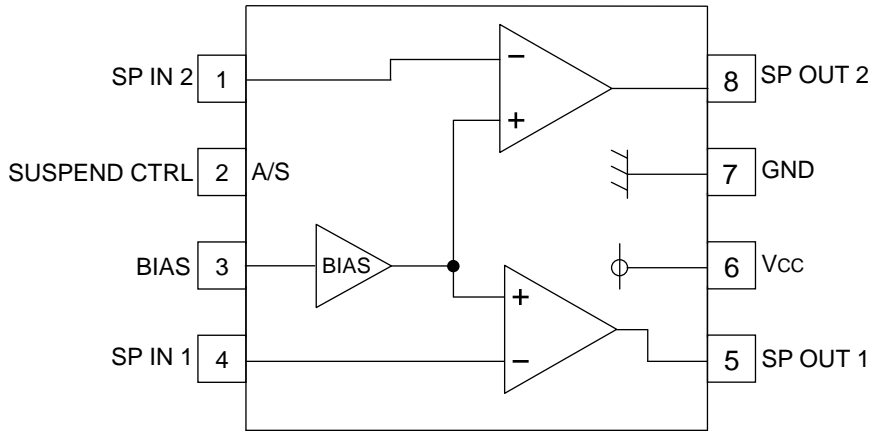 SP IN 2 1
SUSPEND CTRL 2 A/S
BIAS 3 BIAS
SP IN 1 4
− +
+ −
8 SP OUT 2
7 GND
6 VCC
5 SP OUT 1